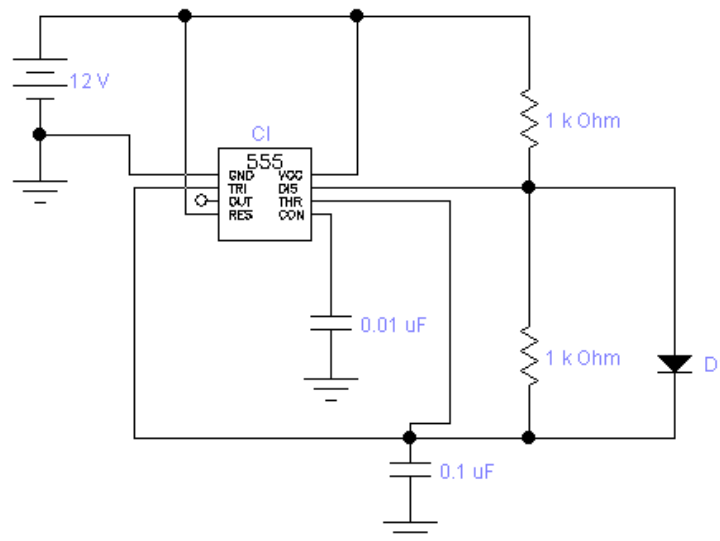 12 V
1 k Ohm
CI
555
GND VCC
TRI DIS
OUT THR
RES CON
0.01 uF
1 k Ohm
D
0.1 uF